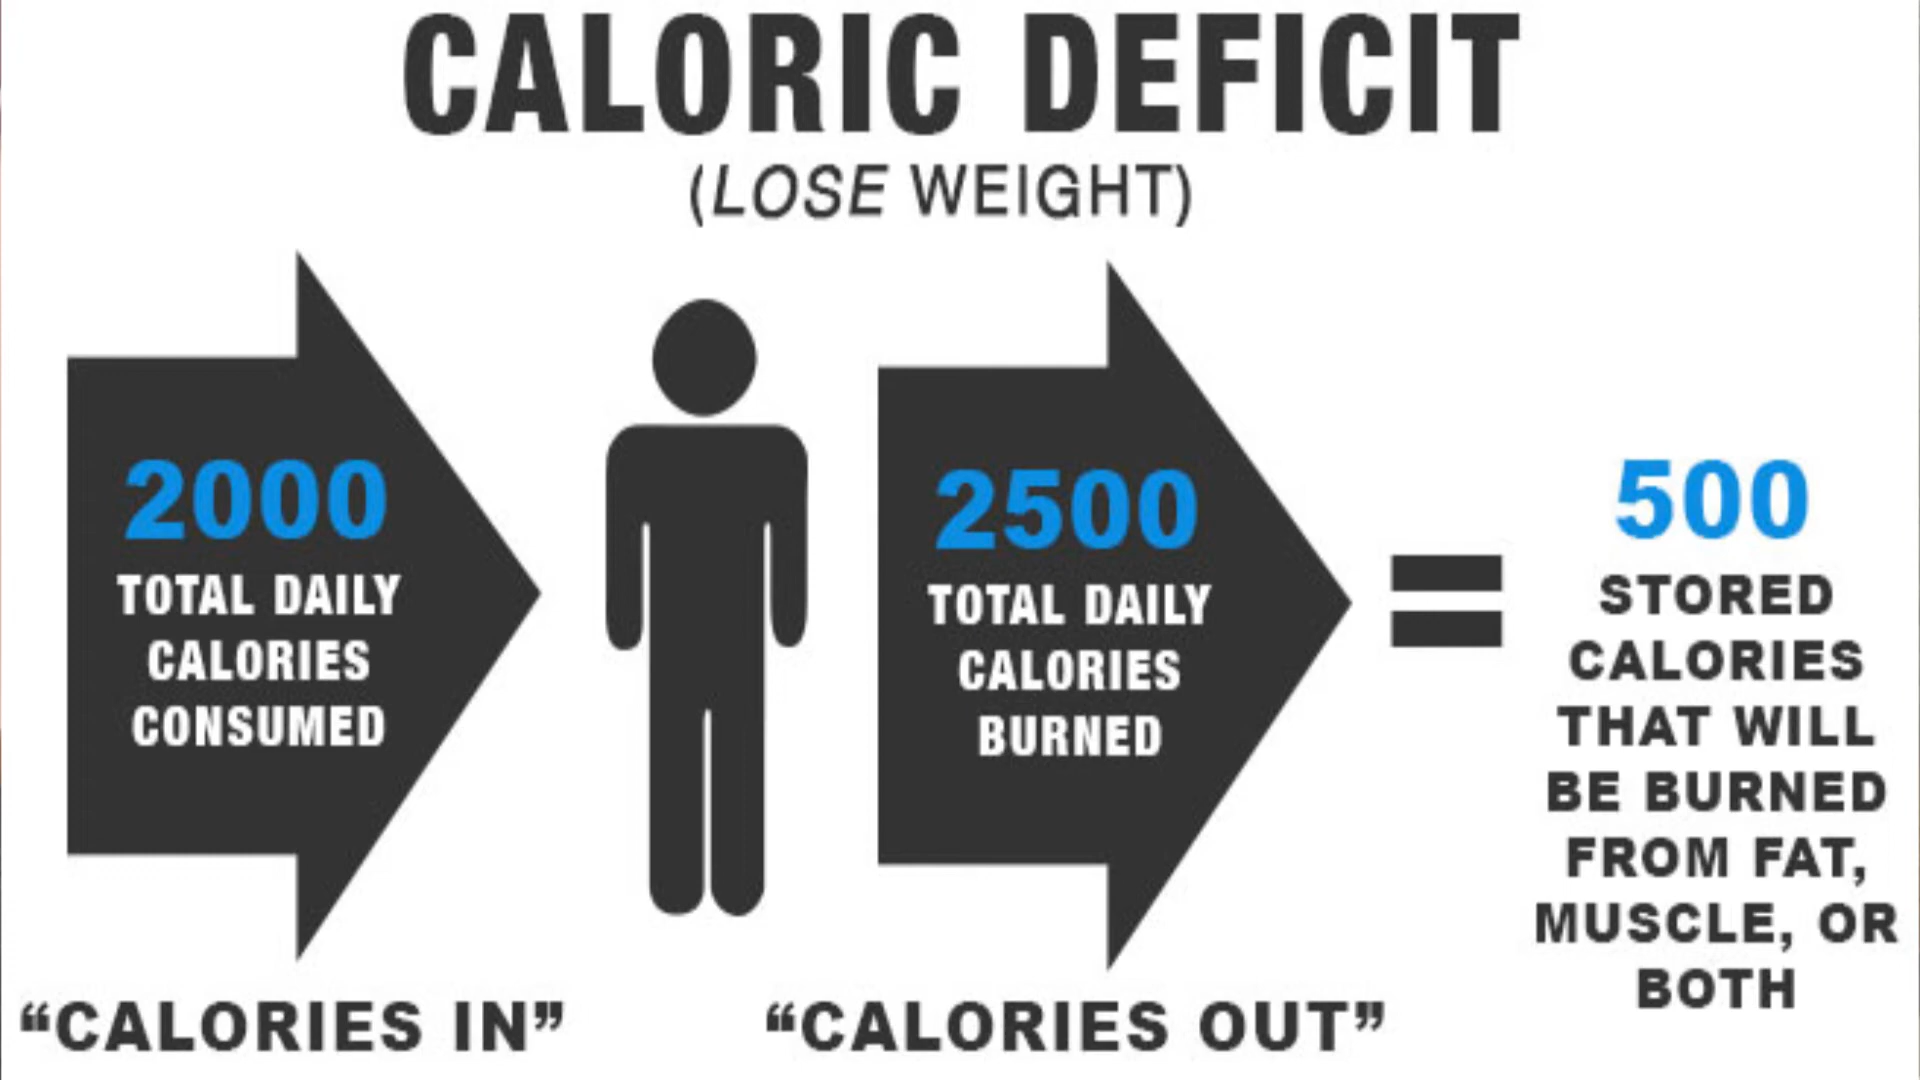 CALORIC DEFICIT
(LOSE WEIGHT)
2000
TOTAL DAILY
CALORIES
CONSUMED
“CALORIES IN”
2500
TOTAL DAILY
CALORIES
BURNED
“CALORIES OUT”
=
500
STORED
CALORIES
THAT WILL
BE BURNED
FROM FAT,
MUSCLE, OR
BOTH